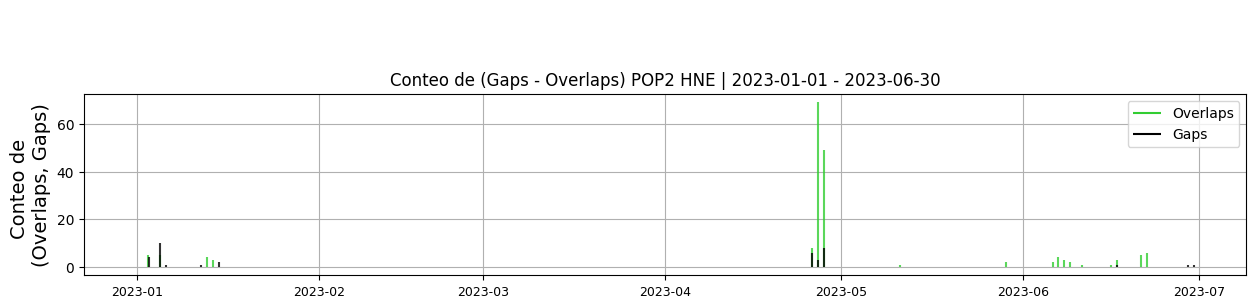 Conteo de (Gaps - Overlaps) POP2 HNE | 2023-01-01 - 2023-06-30
Conteo de
(Overlaps, Gaps)
60
40
20
0
Overlaps
Gaps
2023-01
2023-02
2023-03
2023-04
2023-05
2023-06
2023-07